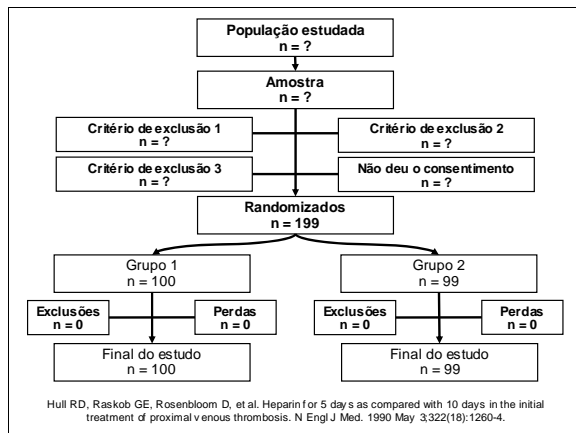 População estudada
n = ?
Amostra
n = ?
Critério de exclusão 1
n = ?
Critério de exclusão 2
n = ?
Critério de exclusão 3
n = ?
Não deu o consentimento
n = ?
Randomizados
n = 199
Grupo 1
n = 100
Grupo 2
n = 99
Exclusões
n = 0
Perdas
n = 0
Exclusões
n = 0
Perdas
n = 0
Final do estudo
n = 100
Final do estudo
n = 99
Hull RD, Raskob GE, Rosenbloom D, et al. Heparin for 5 days as compared with 10 days in the initial
treatment of proximal venous thrombosis. N Engl J Med. 1990 May 3;322(18):1260-4.